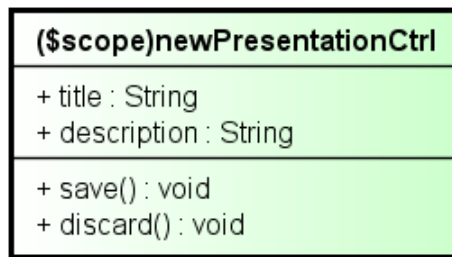 ($scope)newPresentationCtrl
+ title : String
+ description : String
+ save() : void
+ discard() : void